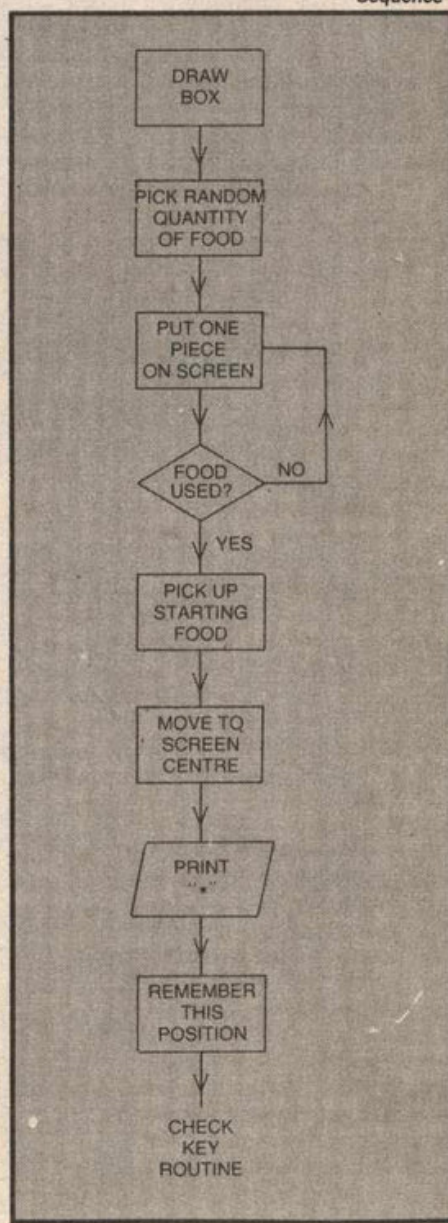 Sequence
DRAW
BOX
PICK RANDOM
QUANTITY
OF FOOD
PUT ONE
PIECE
ON SCREEN
FOOD
USED?
NO
YES
PICK UP
STARTING
FOOD
MOVE TO
SCREEN
CENTRE
PRINT
"*"
REMEMBER
THIS
POSITION
CHECK
KEY
ROUTINE